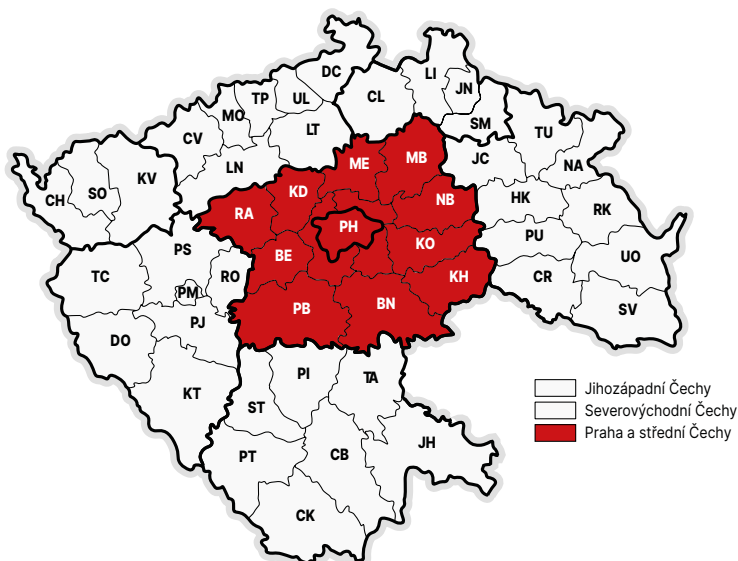 DC
LI
CL
JN
TP
UL
MO
SM
LT
TU
CV
MB
JC
ME
LN
NA
KV
KD
SO
CH
NB
HK
RK
RA
PH
PU
KO
PS
BE
UO
TC
RO
KH
CR
PM
PB
BN
SV
PJ
DO
PI
TA
KT
ST
Jihozápadní Čechy
Severovýchodní Čechy
Praha a střední Čechy
JH
PT
CB
CK